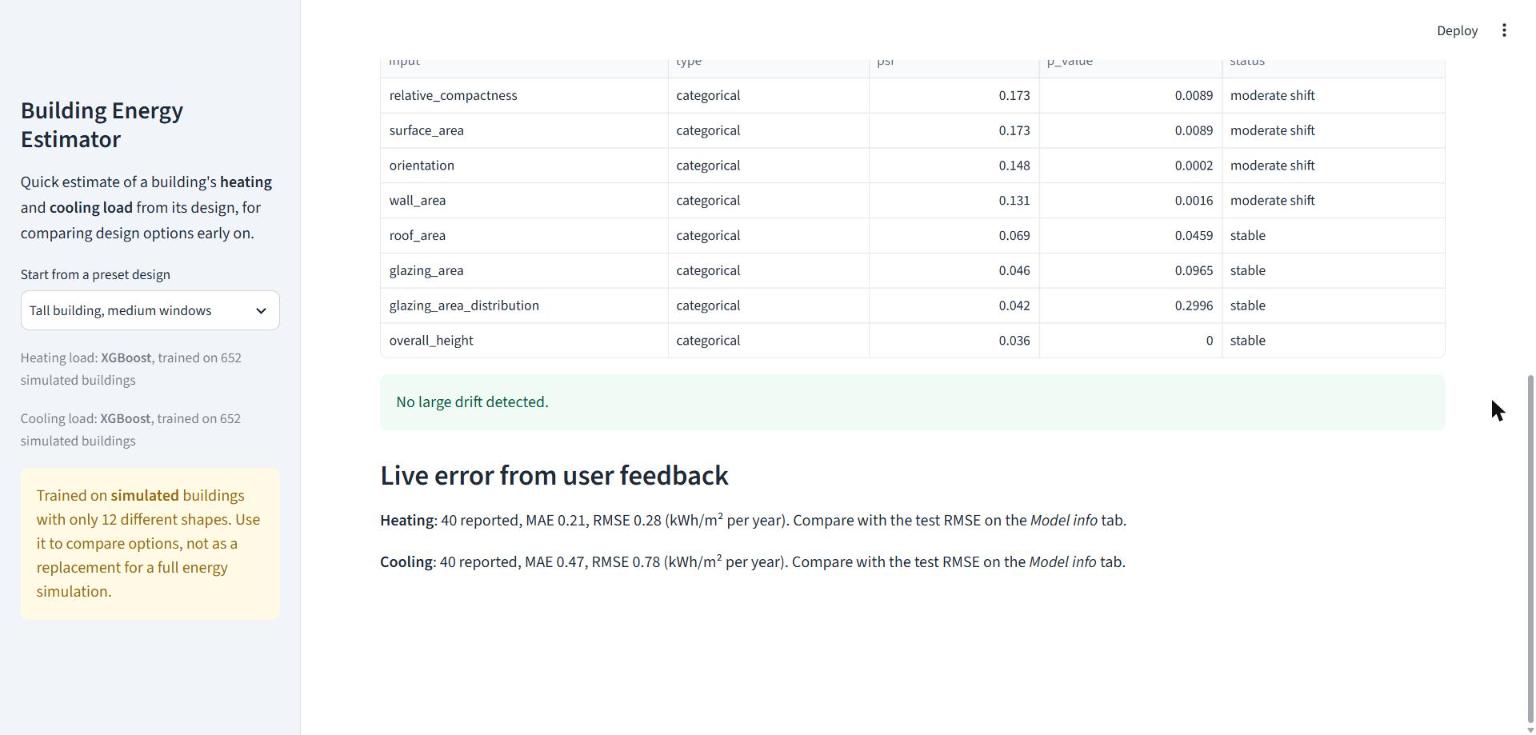 Deploy
Building Energy
Estimator
Quick estimate of a building's heating
and cooling load from its design, for
comparing design options early on.
Start from a preset design
Tall building, medium windows
Heating load: XGBoost, trained on 652
simulated buildings
Cooling load: XGBoost, trained on 652
simulated buildings
Trained on simulated buildings
with only 12 different shapes. Use
it to compare options, not as a
replacement for a full energy
simulation.
input type psi p_value status
relative_compactness categorical 0.173 0.0089 moderate shift
surface_area categorical 0.173 0.0089 moderate shift
orientation categorical 0.148 0.0002 moderate shift
wall_area categorical 0.131 0.0016 moderate shift
roof_area categorical 0.069 0.0459 stable
glazing_area categorical 0.046 0.0965 stable
glazing_area_distribution categorical 0.042 0.2996 stable
overall_height categorical 0.036 0 stable
No large drift detected.
Live error from user feedback
Heating: 40 reported, MAE 0.21, RMSE 0.28 (kWh/m² per year). Compare with the test RMSE on the Model info tab.
Cooling: 40 reported, MAE 0.47, RMSE 0.78 (kWh/m² per year). Compare with the test RMSE on the Model info tab.